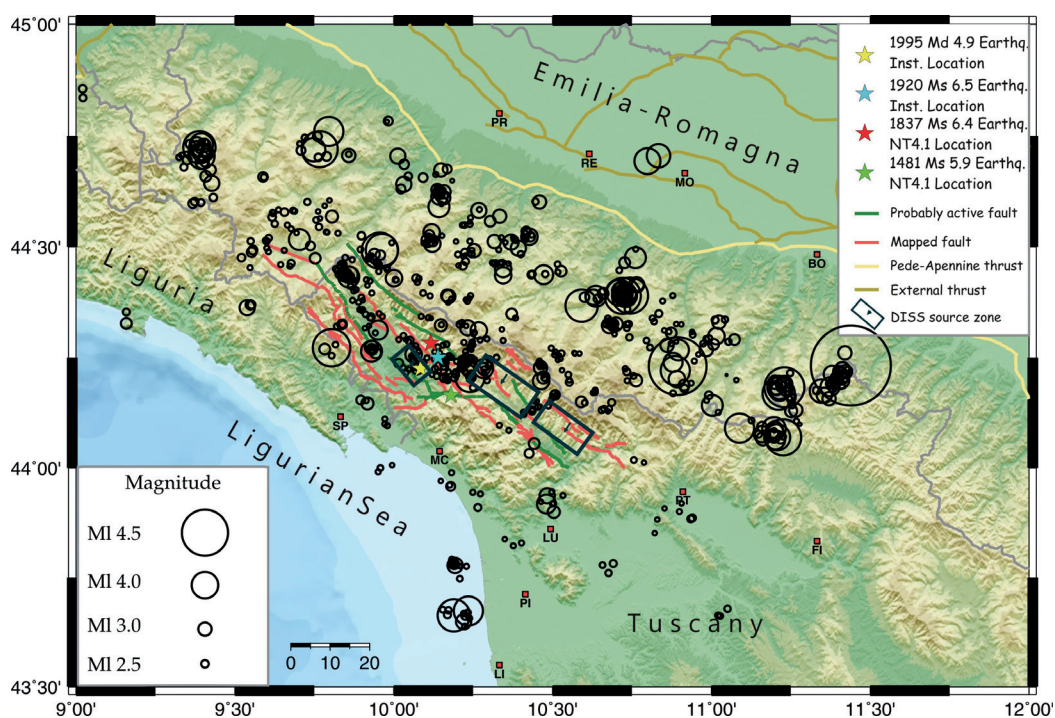 45°00'
44°30'
44°00'
43°30'
9°00'
9°30'
10°00'
10°30'
11°00'
11°30'
12°00'
Emilia-Romagna
Liguria
LigurianSea
Tuscany
PR
RE
MO
BO
SP
MC
LU
PI
LI
PT
FI
1995 Md 4.9 Earthq.
Inst. Location
1920 Ms 6.5 Earthq.
Inst. Location
1837 Ms 6.4 Earthq.
NT4.1 Location
1481 Ms 5.9 Earthq.
NT4.1 Location
Probably active fault
Mapped fault
Pede-Apennine thrust
External thrust
DISS source zone
Magnitude
Ml 4.5
Ml 4.0
Ml 3.0
Ml 2.5
0 10 20